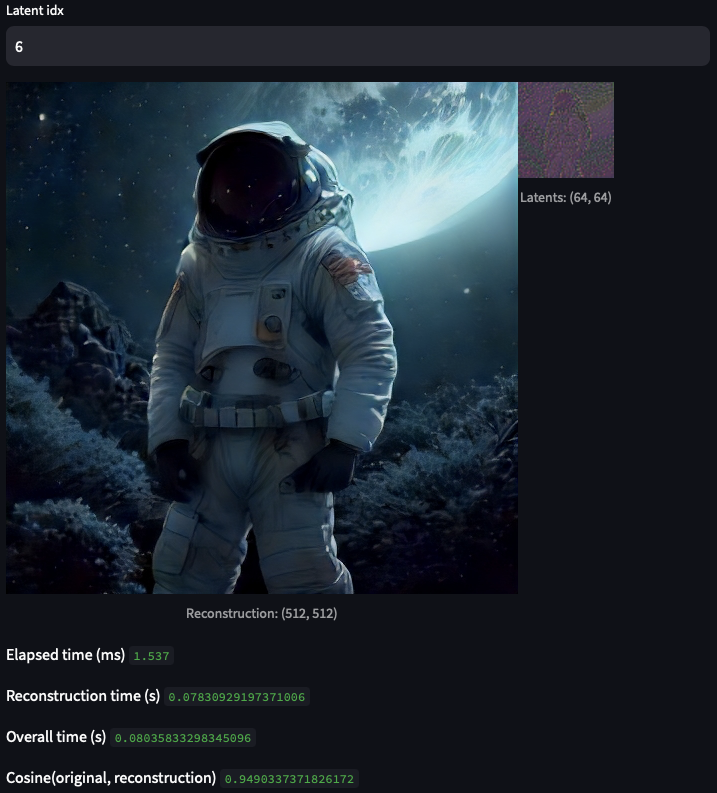 Latent idx
6
Latents: (64, 64)
Reconstruction: (512, 512)
Elapsed time (ms) 1.537
Reconstruction time (s) 0.07830929197371006
Overall time (s) 0.08035833298345096
Cosine(original, reconstruction) 0.9490337371826172